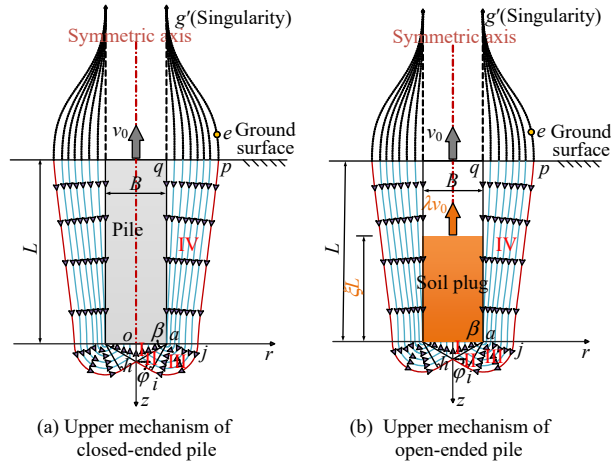 g′(Singularity)
Symmetric axis
v₀
e
Ground
surface
q
p
B
L
Pile
IV
o
β
a
I
II
III
h
φ
i
j
r
z
(a) Upper mechanism of
closed-ended pile
g′(Singularity)
Symmetric axis
v₀
e
Ground
surface
q
p
B
λv₀
L
IV
ξL
Soil plug
β
a
I
II
III
h
φ
i
j
r
z
(b) Upper mechanism of
open-ended pile